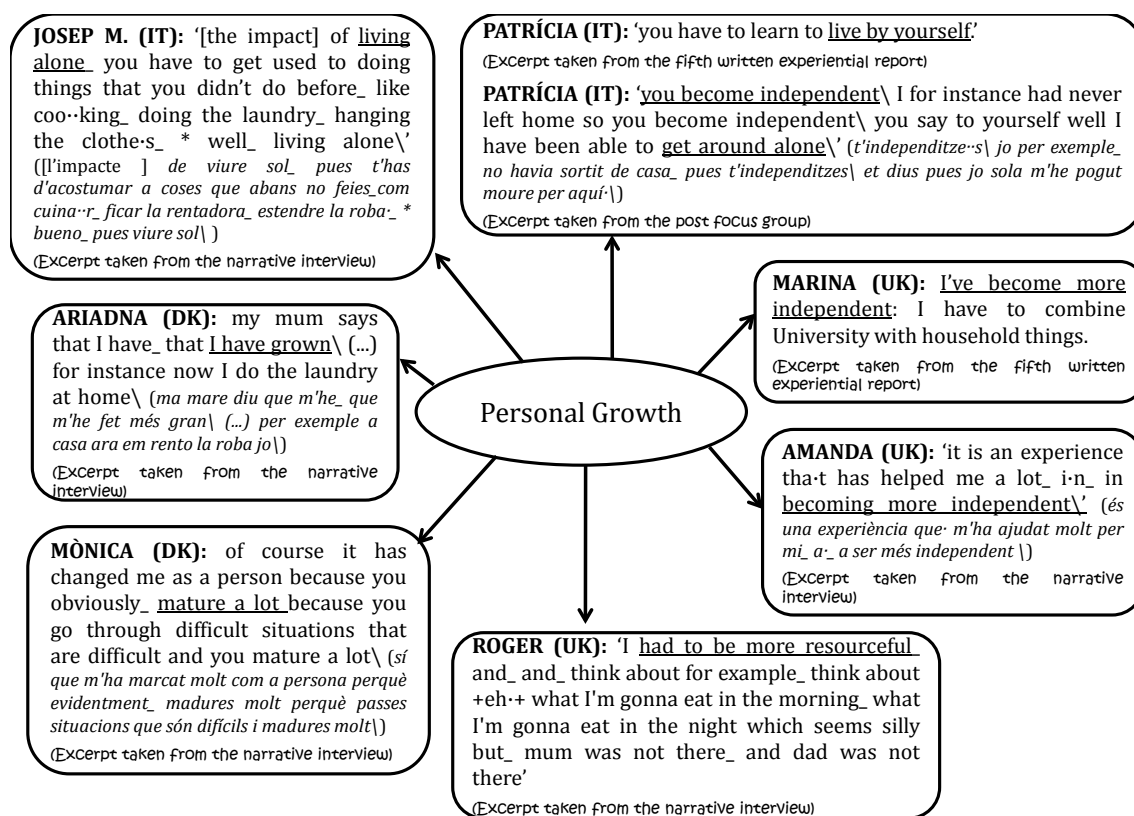 JOSEP M. (IT): ‘[the impact] of living
alone_ you have to get used to doing
things that you didn’t do before_ like
coo··king_ doing the laundry_ hanging
the clothe·s_ * well_ living alone\’
([l’impacte ] de viure sol_ pues t'has
d'acostumar a coses que abans no feies_com
cuina··r_ ficar la rentadora_ estendre la roba·_ *
bueno_ pues viure sol\ )
(Excerpt taken from the narrative interview)
PATRÍCIA (IT): ‘you have to learn to live by yourself.’
(Excerpt taken from the fifth written experiential report)
PATRÍCIA (IT): ‘you become independent\ I for instance had never
left home so you become independent\ you say to yourself well I
have been able to get around alone\’ (t'independitze··s\ jo per exemple_
no havia sortit de casa_ pues t'independitzes\ et dius pues jo sola m'he pogut
moure per aquí·\)
(Excerpt taken from the post focus group)
MARINA (UK): I’ve become more
independent: I have to combine
University with household things.
(Excerpt taken from the fifth written
experiential report)
ARIADNA (DK): my mum says
that I have_ that I have grown\ (...)
for instance now I do the laundry
at home\ (ma mare diu que m'he_ que
m'he fet més gran\ (...) per exemple a
casa ara em rento la roba jo\)
(Excerpt taken from the narrative
interview)
Personal Growth
AMANDA (UK): ‘it is an experience
tha·t has helped me a lot_ i·n_ in
becoming more independent\’ (és
una experiència que· m'ha ajudat molt per
mi_ a·_ a ser més independent \)
(Excerpt taken from the narrative
interview)
MÒNICA (DK): of course it has
changed me as a person because you
obviously_ mature a lot because you
go through difficult situations that
are difficult and you mature a lot\ (sí
que m'ha marcat molt com a persona perquè
evidentment_ madures molt perquè passes
situacions que són difícils i madures molt\)
(Excerpt taken from the narrative interview)
ROGER (UK): ‘I had to be more resourceful_
and_ and_ think about for example_ think about
+eh·+ what I'm gonna eat in the morning_ what
I'm gonna eat in the night which seems silly
but_ mum was not there_ and dad was not
there’
(Excerpt taken from the narrative interview)